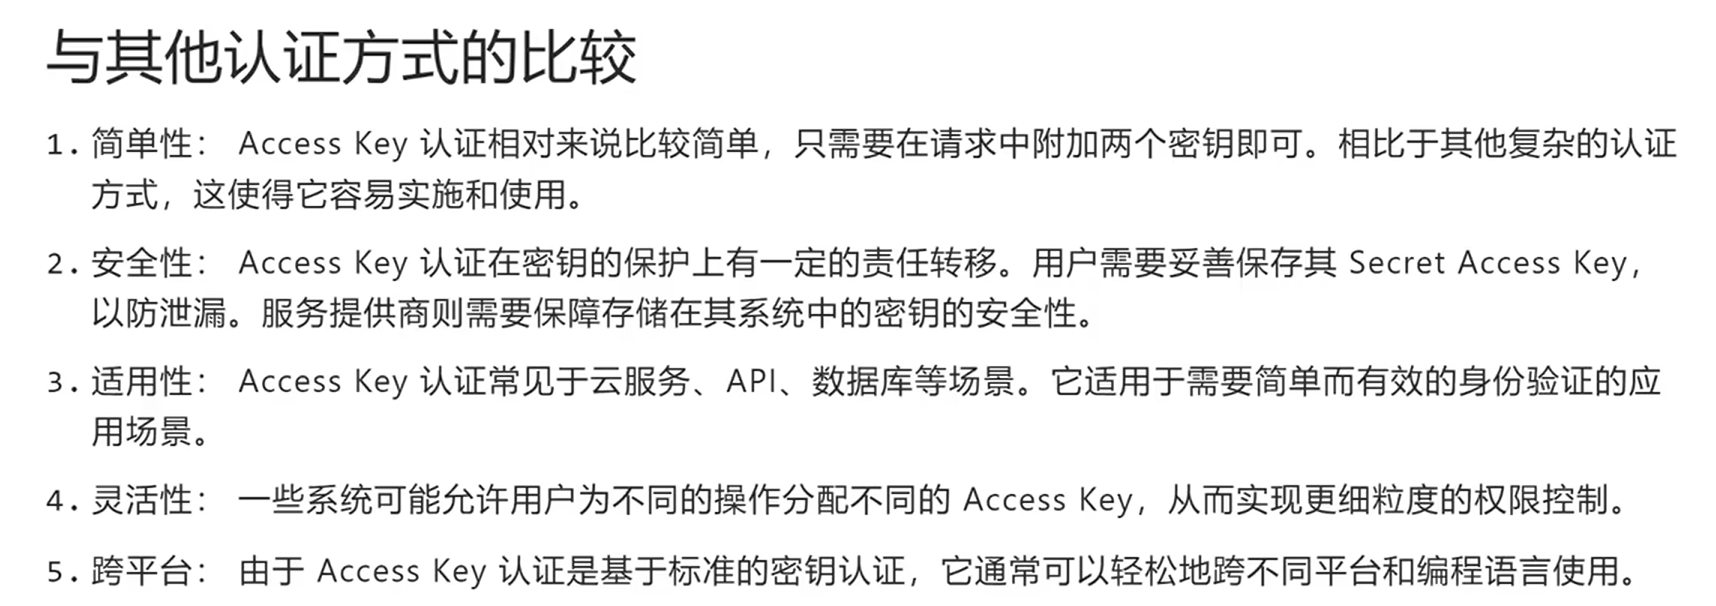 与其他认证方式的比较
1. 简单性： Access Key 认证相对来说比较简单，只需要在请求中附加两个密钥即可。相比于其他复杂的认证
方式，这使得它容易实施和使用。
2. 安全性： Access Key 认证在密钥的保护上有一定的责任转移。用户需要妥善保存其 Secret Access Key，
以防泄漏。服务提供商则需要保障存储在其系统中的密钥的安全性。
3. 适用性： Access Key 认证常见于云服务、API、数据库等场景。它适用于需要简单而有效的身份验证的应
用场景。
4. 灵活性： 一些系统可能允许用户为不同的操作分配不同的 Access Key，从而实现更细粒度的权限控制。
5. 跨平台： 由于 Access Key 认证是基于标准的密钥认证，它通常可以轻松地跨不同平台和编程语言使用。